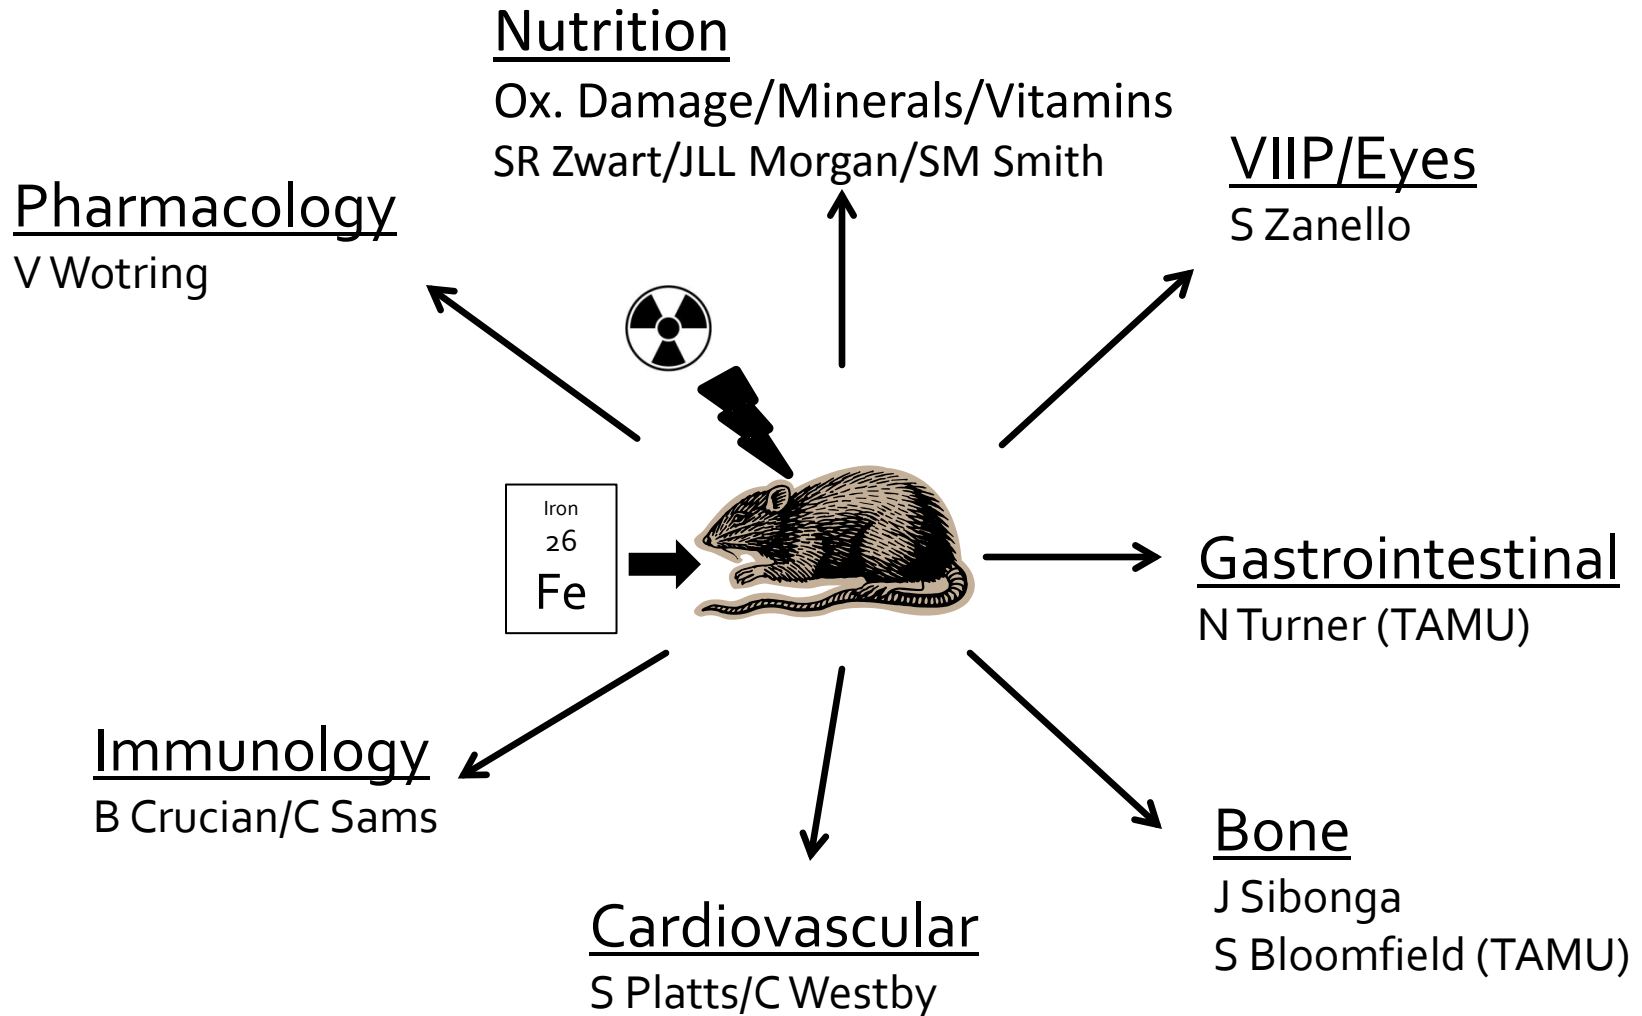 Nutrition
Ox. Damage/Minerals/Vitamins
SR Zwart/JLL Morgan/SM Smith
VIIP/Eyes
S Zanello
Pharmacology
V Wotring
Iron
26
Fe
Gastrointestinal
N Turner (TAMU)
Immunology
B Crucian/C Sams
Bone
J Sibonga
S Bloomfield (TAMU)
Cardiovascular
S Platts/C Westby